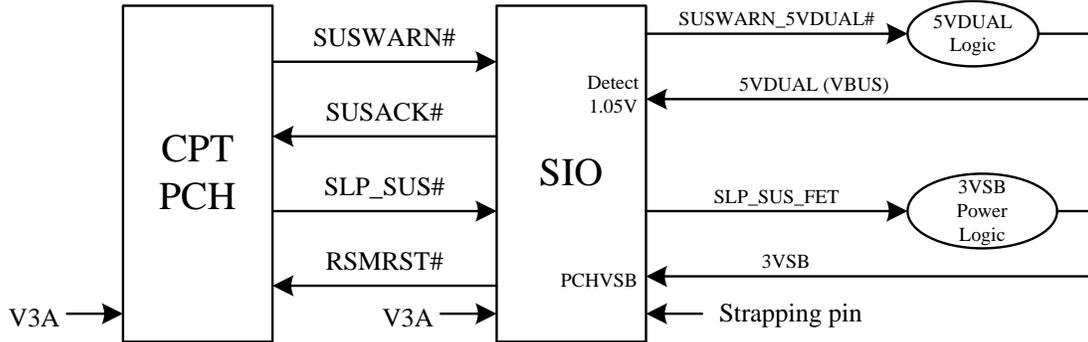 SUSWARN#
SUSACK#
SLP_SUS#
RSMRST#
CPT
PCH
V3A
SIO
V3A
Detect
1.05V
PCHVSB
SUSWARN_5VDUAL#
5VDUAL
Logic
5VDUAL (VBUS)
SLP_SUS_FET
3VSB
Power
Logic
3VSB
Strapping pin